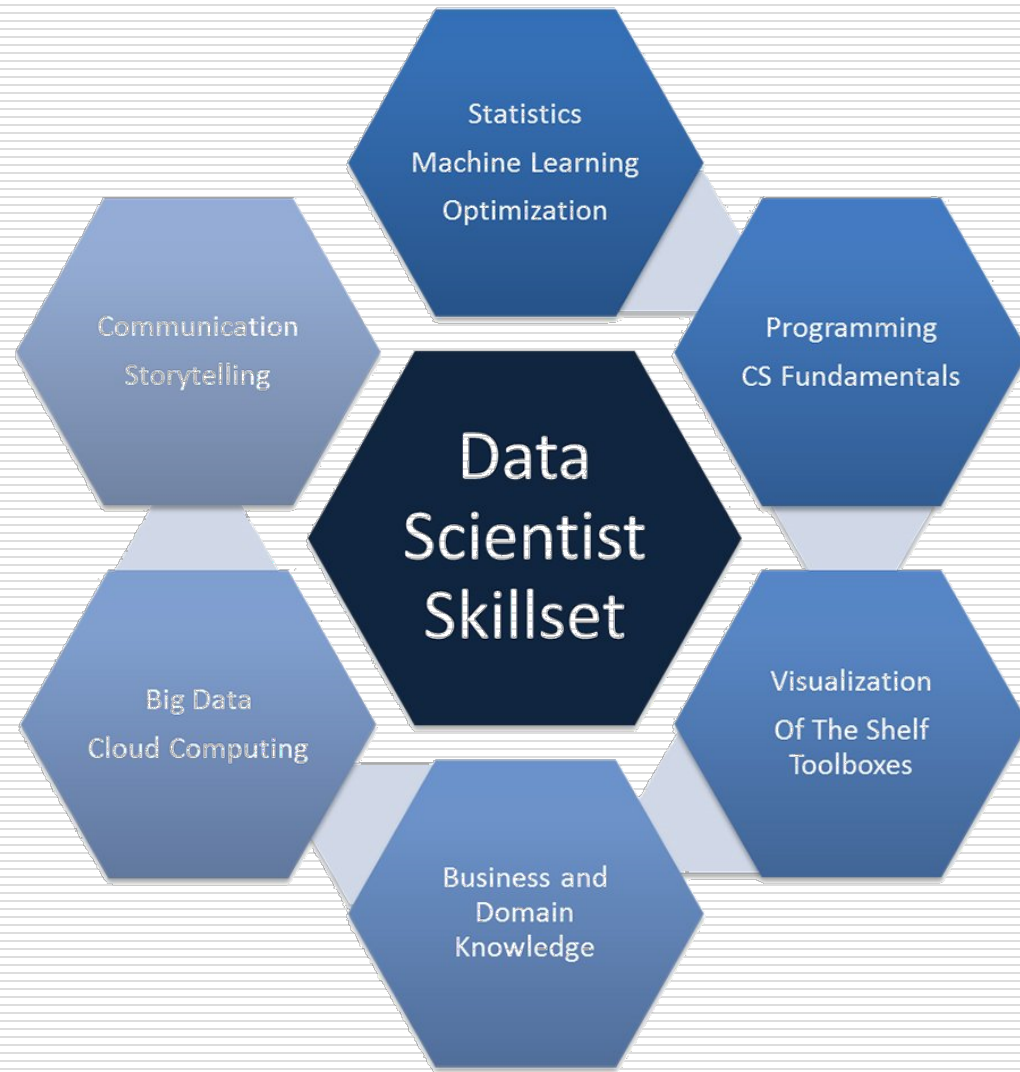 Statistics
Machine Learning
Optimization
Programming
CS Fundamentals
Visualization
Of The Shelf
Toolboxes
Business and
Domain
Knowledge
Big Data
Cloud Computing
Communication
Storytelling
Data
Scientist
Skillset